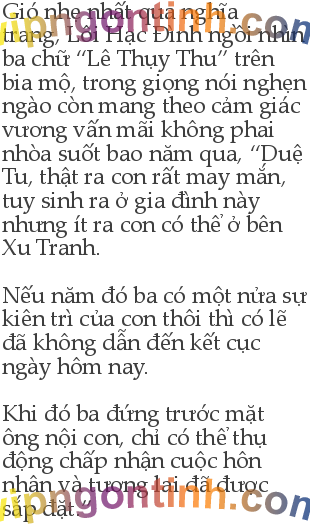 Gió nhẹ nhất qua nghĩa
trang, Lôi Hạc Đình ngồi nhìn
ba chữ “Lê Thụy Thu” trên
bia mộ, trong giọng nói nghẹn
ngào còn mang theo cảm giác
vương vấn mãi không phai
nhòa suốt bao năm qua, “Duệ
Tu, thật ra con rất may mắn,
tuy sinh ra ở gia đình này
nhưng ít ra con có thể ở bên
Xu Tranh.
Nếu năm đó ba có một nửa sự
kiên trì của con thôi thì có lẽ
đã không dẫn đến kết cục
ngày hôm nay.
Khi đó ba đứng trước mặt
ông nội con, chỉ có thể thụ
động chấp nhận cuộc hôn
nhân và tương lai đã được
sắp đặt.”
vipngontinh.com
vipngontinh.com